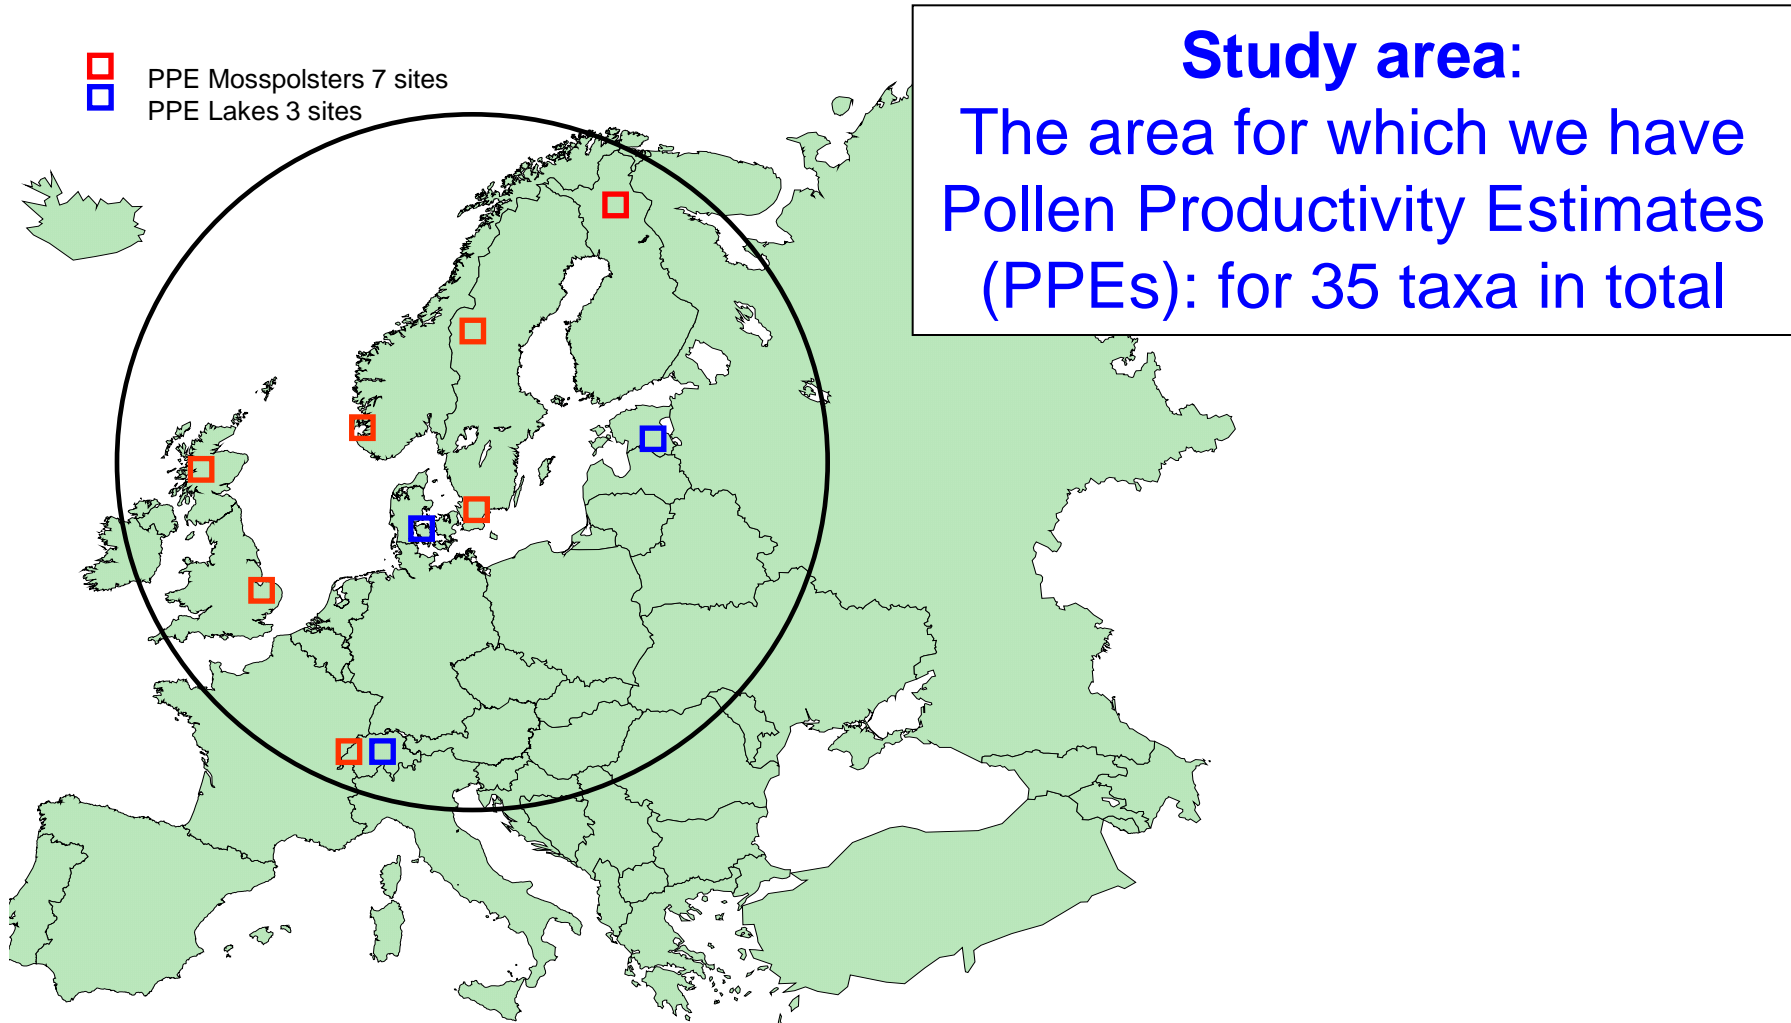 PPE Mosspolsters 7 sites
PPE Lakes 3 sites
Study area:
The area for which we have
Pollen Productivity Estimates
(PPEs): for 35 taxa in total